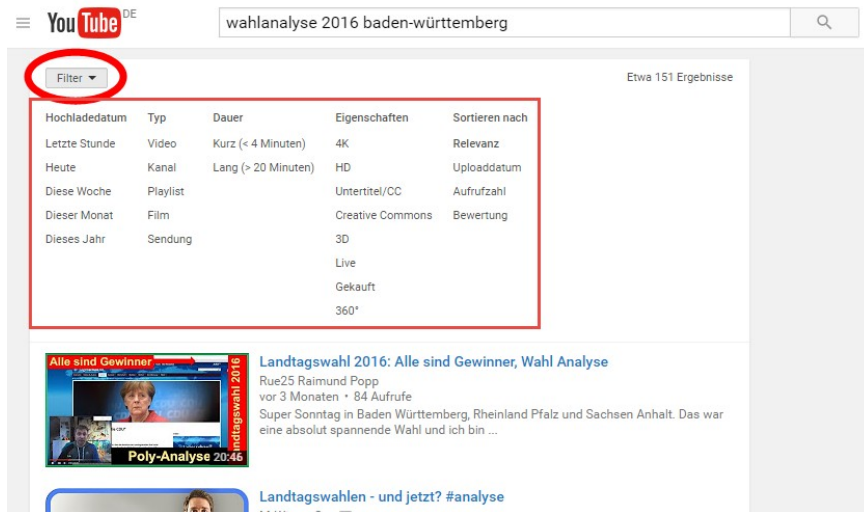 YouTube DE
wahlanalyse 2016 baden-württemberg
Filter
Etwa 151 Ergebnisse
Hochladedatum Typ Dauer Eigenschaften Sortieren nach
Letzte Stunde Video Kurz (< 4 Minuten) 4K Relevanz
Heute Kanal Lang (> 20 Minuten) HD Uploaddatum
Diese Woche Playlist Untertitel/CC Aufrufzahl
Dieser Monat Film Creative Commons Bewertung
Dieses Jahr Sendung 3D
Live
Gekauft
360°
Alle sind Gewinner
Landtagswahl 2016
Poly-Analyse 20:46
Landtagswahl 2016: Alle sind Gewinner, Wahl Analyse
Rue25 Raimund Popp
vor 3 Monaten • 84 Aufrufe
Super Sonntag in Baden Württemberg, Rheinland Pfalz und Sachsen Anhalt. Das war
eine absolut spannende Wahl und ich bin ...
Landtagswahlen - und jetzt? #analyse